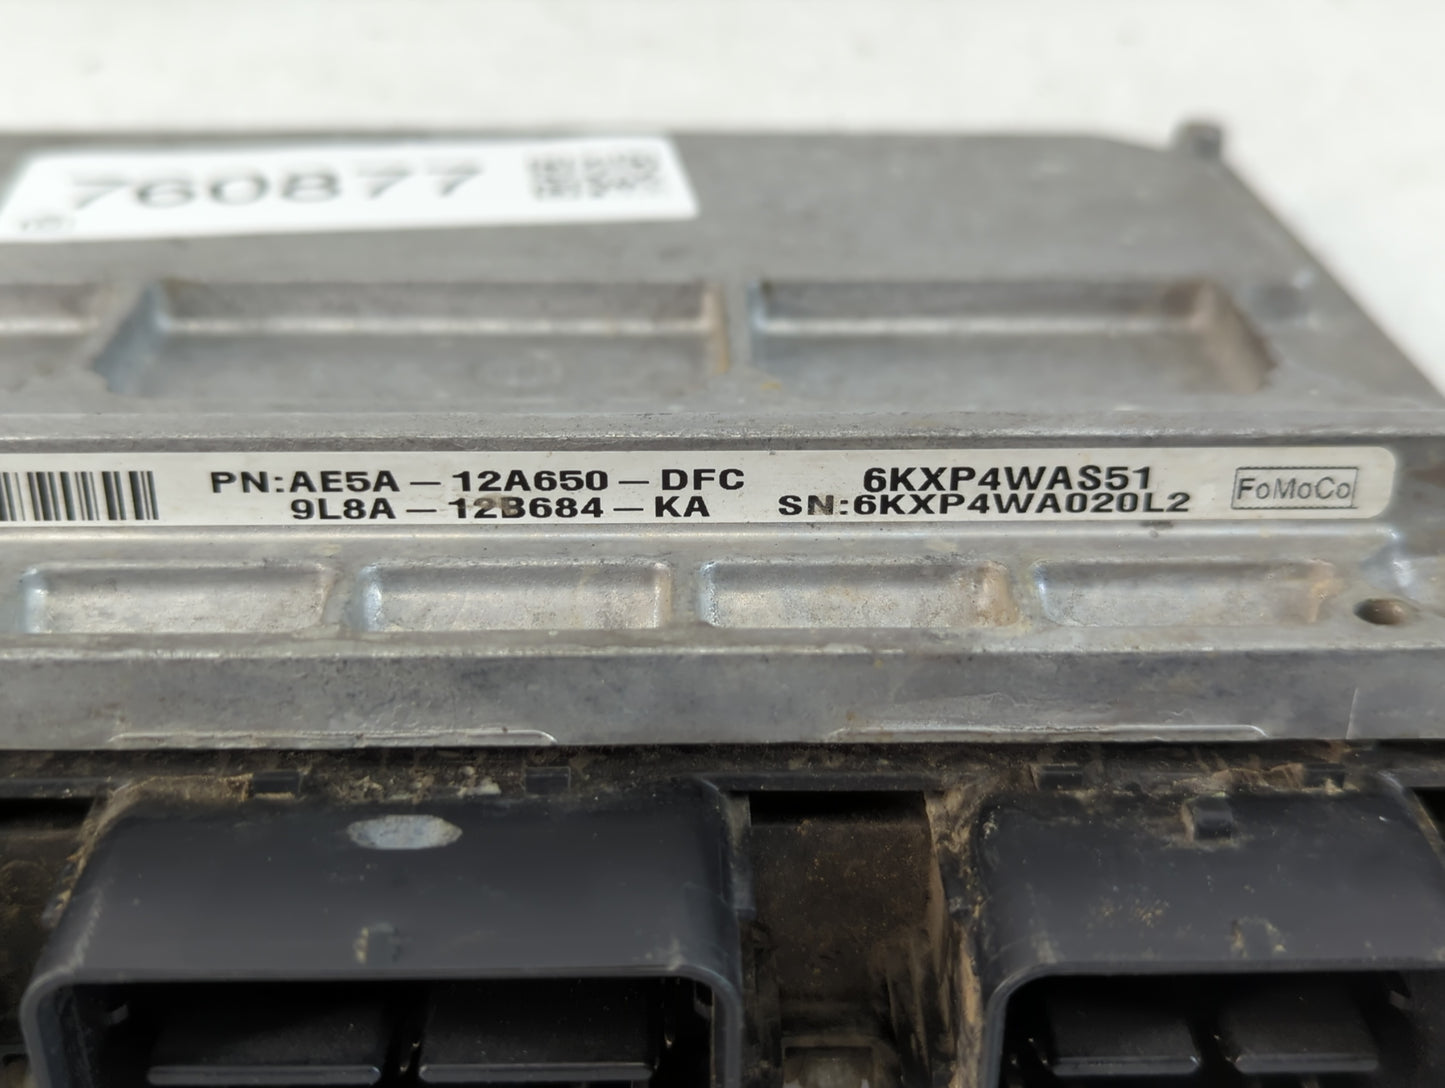 760877
PN:AE5A-12A650-DFC 6KXP4WAS51
9L8A-12B684-KA SN:6KXP4WA020L2
FoMoCo